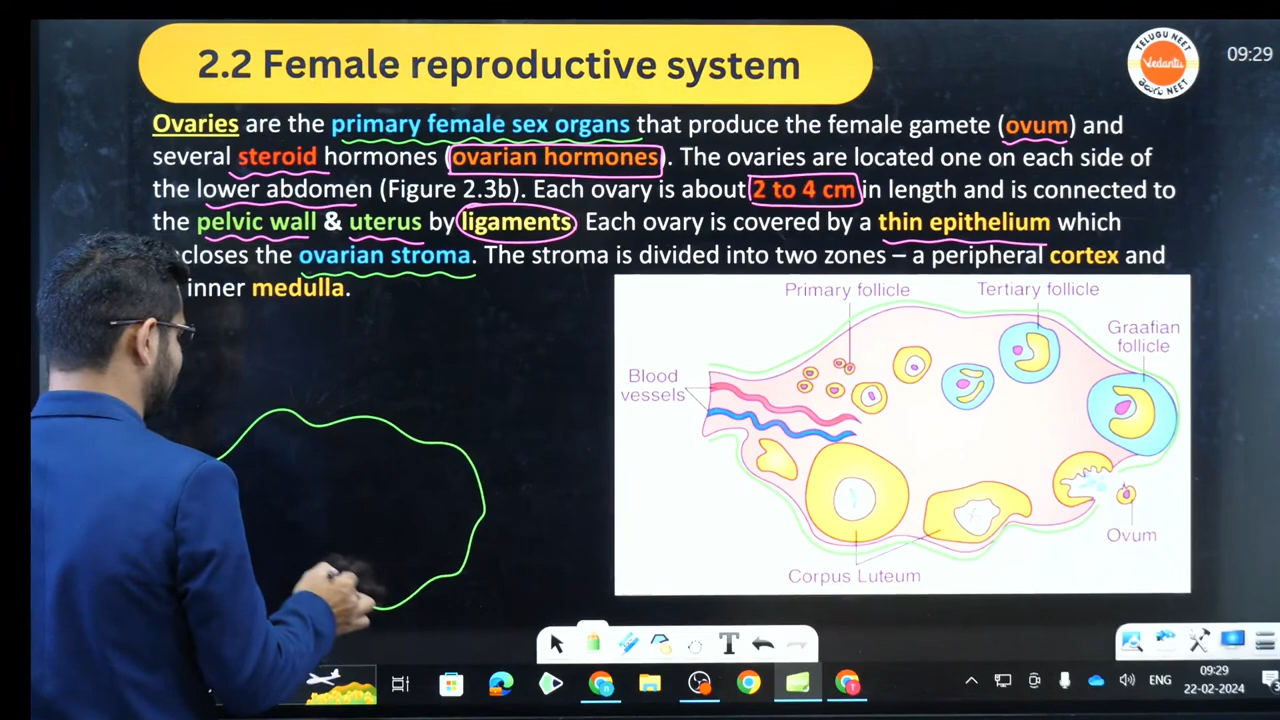 2.2 Female reproductive system
TELUGU NEET
Vedantu
తెలుగు NEET
09:29
Ovaries are the primary female sex organs that produce the female gamete (ovum) and
several steroid hormones (ovarian hormones). The ovaries are located one on each side of
the lower abdomen (Figure 2.3b). Each ovary is about 2 to 4 cm in length and is connected to
the pelvic wall & uterus by ligaments. Each ovary is covered by a thin epithelium which
closes the ovarian stroma. The stroma is divided into two zones – a peripheral cortex and
inner medulla.
Primary follicle
Tertiary follicle
Graafian
follicle
Blood
vessels
Ovum
Corpus Luteum
T
ENG
09:29
22-02-2024